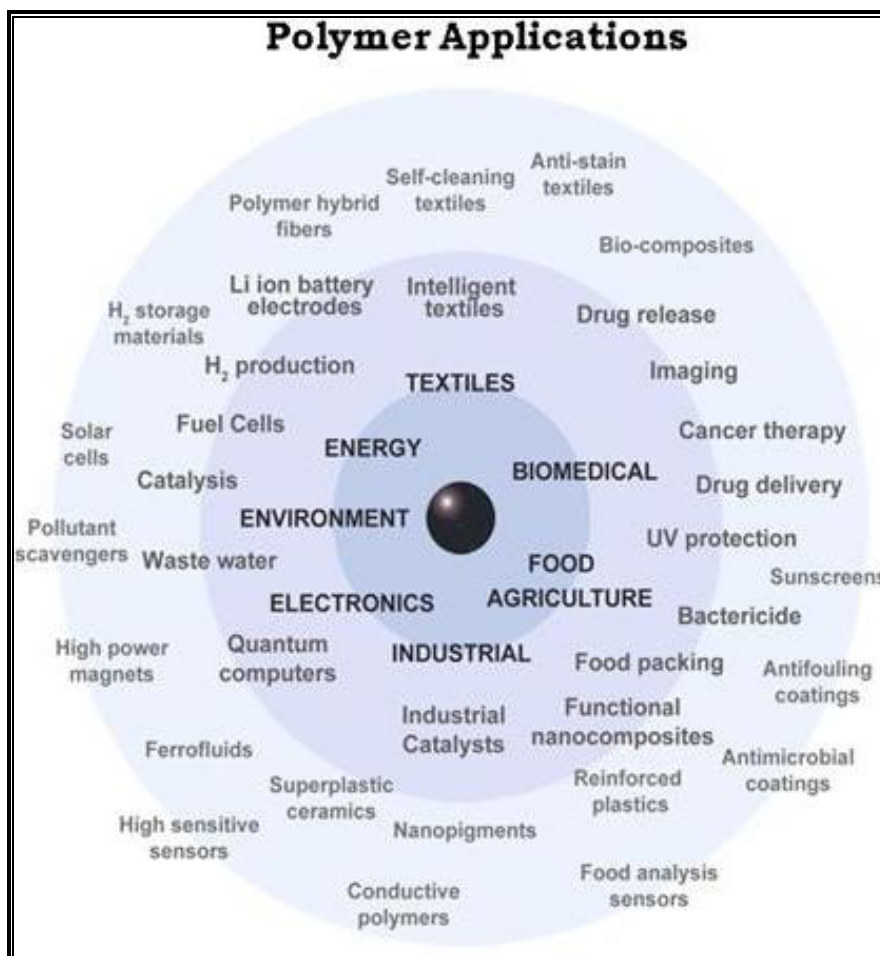 Polymer Applications
Anti-stain
textiles
Self-cleaning
textiles
Polymer hybrid
fibers
Bio-composites
Li ion battery
electrodes
Intelligent
textiles
H₂ storage
materials
Drug release
H₂ production
Imaging
TEXTILES
Fuel Cells
Solar
cells
Cancer therapy
ENERGY
BIOMEDICAL
Catalysis
Drug delivery
ENVIRONMENT
Pollutant
scavengers
UV protection
Waste water
FOOD
AGRICULTURE
Sunscreens
ELECTRONICS
Bactericide
High power
magnets
Quantum
computers
INDUSTRIAL
Food packing
Antifouling
coatings
Industrial
Catalysts
Functional
nanocomposites
Ferrofluids
Antimicrobial
coatings
Superplastic
ceramics
Reinforced
plastics
High sensitive
sensors
Nanopigments
Conductive
polymers
Food analysis
sensors